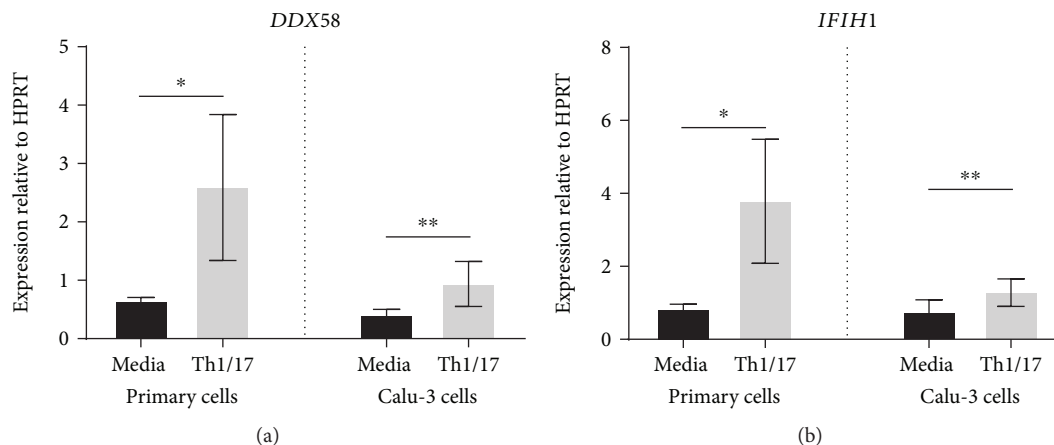 DDX58
Expression relative to HPRT
5
4
3
2
1
0
*
**
Media Th1/17 Media Th1/17
Primary cells Calu-3 cells
(a)
IFIH1
Expression relative to HPRT
8
6
4
2
0
*
**
Media Th1/17 Media Th1/17
Primary cells Calu-3 cells
(b)